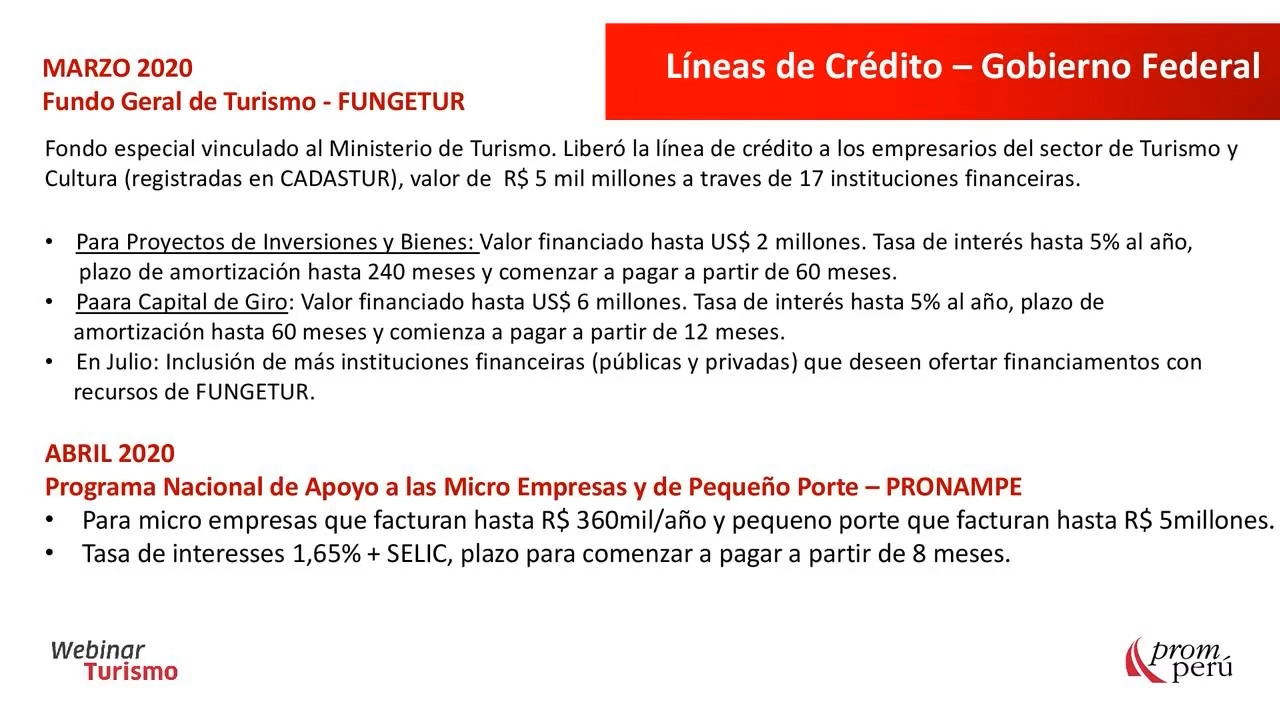 Líneas de Crédito – Gobierno Federal
MARZO 2020
Fundo Geral de Turismo - FUNGETUR
Fondo especial vinculado al Ministerio de Turismo. Liberó la línea de crédito a los empresarios del sector de Turismo y
Cultura (registradas en CADASTUR), valor de R$ 5 mil millones a traves de 17 instituciones financeiras.
• Para Proyectos de Inversiones y Bienes: Valor financiado hasta US$ 2 millones. Tasa de interés hasta 5% al año,
plazo de amortización hasta 240 meses y comenzar a pagar a partir de 60 meses.
• Paara Capital de Giro: Valor financiado hasta US$ 6 millones. Tasa de interés hasta 5% al año, plazo de
amortización hasta 60 meses y comienza a pagar a partir de 12 meses.
• En Julio: Inclusión de más instituciones financeiras (públicas y privadas) que deseen ofertar financiamentos con
recursos de FUNGETUR.
ABRIL 2020
Programa Nacional de Apoyo a las Micro Empresas y de Pequeño Porte – PRONAMPE
• Para micro empresas que facturan hasta R$ 360mil/año y pequeno porte que facturan hasta R$ 5millones.
• Tasa de interesses 1,65% + SELIC, plazo para comenzar a pagar a partir de 8 meses.
Webinar
Turismo
prom
perú